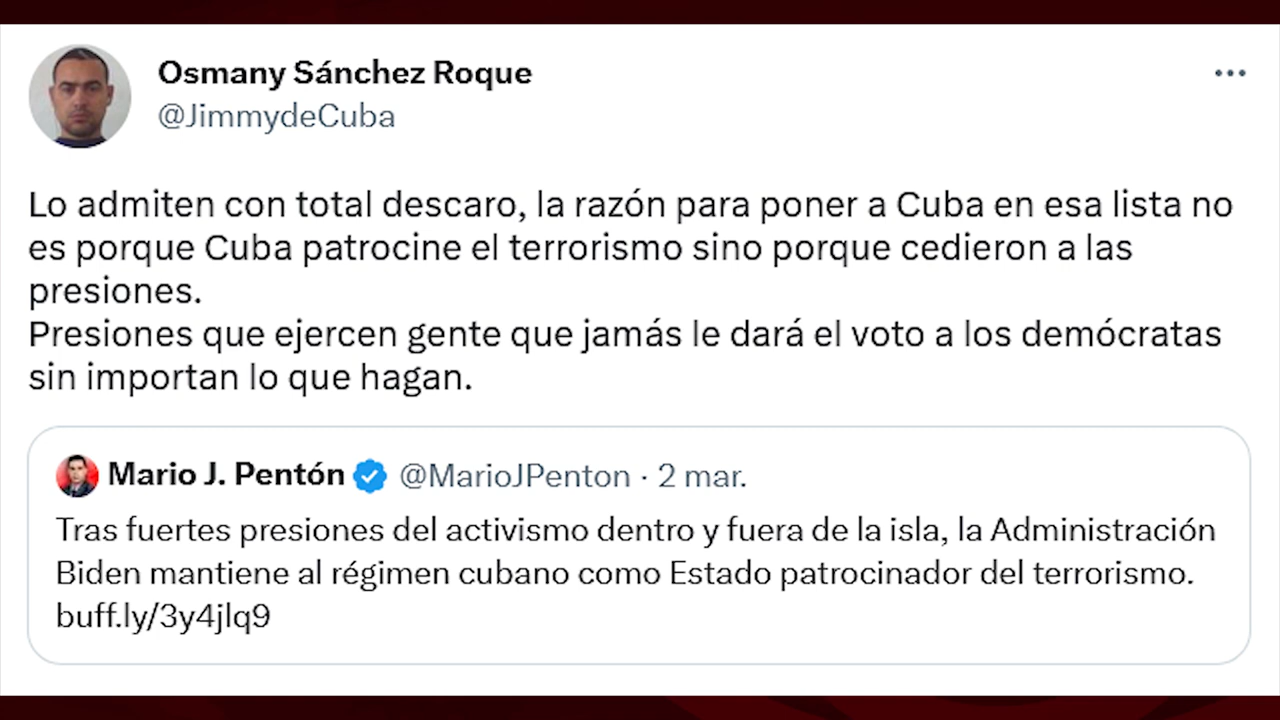 Osmany Sánchez Roque
@JimmydeCuba
Lo admiten con total descaro, la razón para poner a Cuba en esa lista no
es porque Cuba patrocine el terrorismo sino porque cedieron a las
presiones.
Presiones que ejercen gente que jamás le dará el voto a los demócratas
sin importan lo que hagan.
Mario J. Pentón @MarioJPenton · 2 mar.
Tras fuertes presiones del activismo dentro y fuera de la isla, la Administración
Biden mantiene al régimen cubano como Estado patrocinador del terrorismo.
buff.ly/3y4jlq9